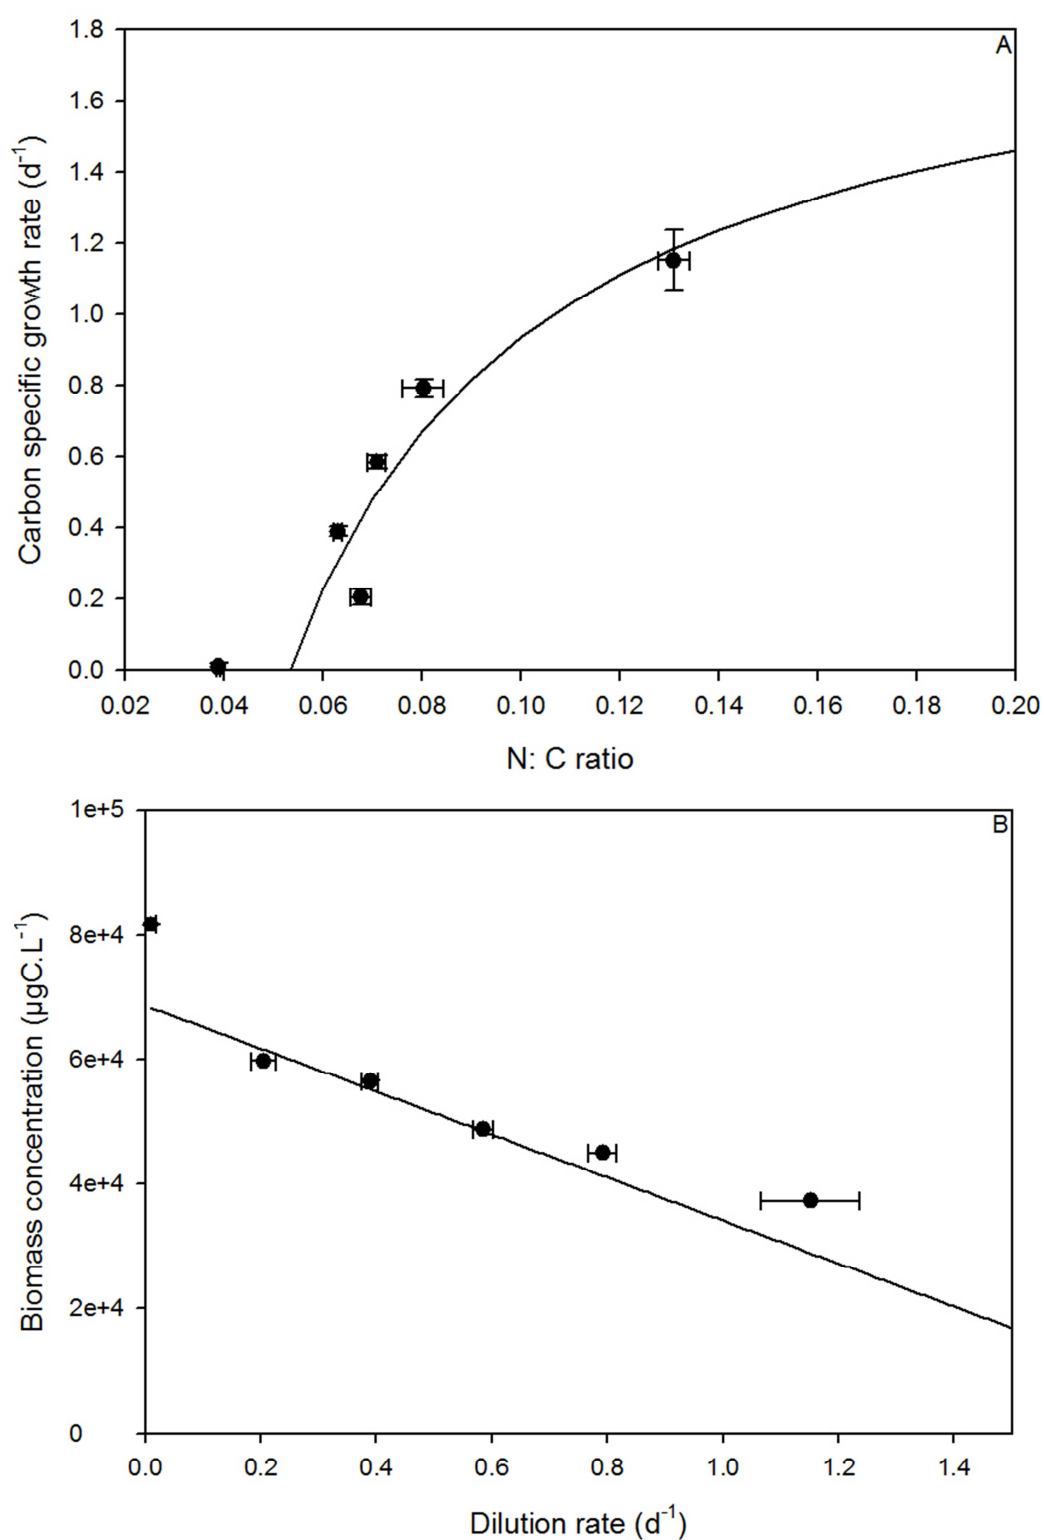 A
1.8
1.6
1.4
1.2
1.0
0.8
0.6
0.4
0.2
0.0
Carbon specific growth rate (d⁻¹)
0.02 0.04 0.06 0.08 0.10 0.12 0.14 0.16 0.18 0.20
N: C ratio
B
1e+5
8e+4
6e+4
4e+4
2e+4
0
Biomass concentration (µgC.L⁻¹)
0.0 0.2 0.4 0.6 0.8 1.0 1.2 1.4
Dilution rate (d⁻¹)